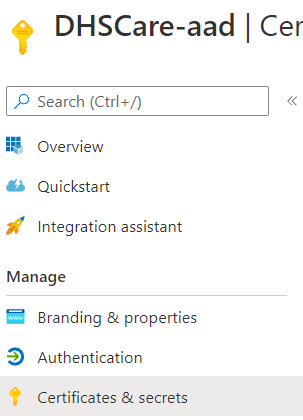 DHSCare-aad | Cer
Search (Ctrl+/)
Overview
Quickstart
Integration assistant
Manage
Branding & properties
Authentication
Certificates & secrets